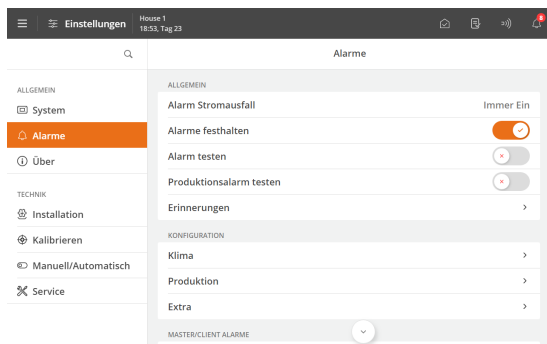 Einstellungen
House 1
18:53, Tag 23
8
Alarme
ALLGEMEIN
System
Alarme
Über
TECHNIK
Installation
Kalibrieren
Manuell/Automatisch
Service
ALLGEMEIN
Alarm Stromausfall Immer Ein
Alarme festhalten
Alarm testen
Produktionsalarm testen
Erinnerungen
KONFIGURATION
Klima
Produktion
Extra
MASTER/CLIENT ALARME